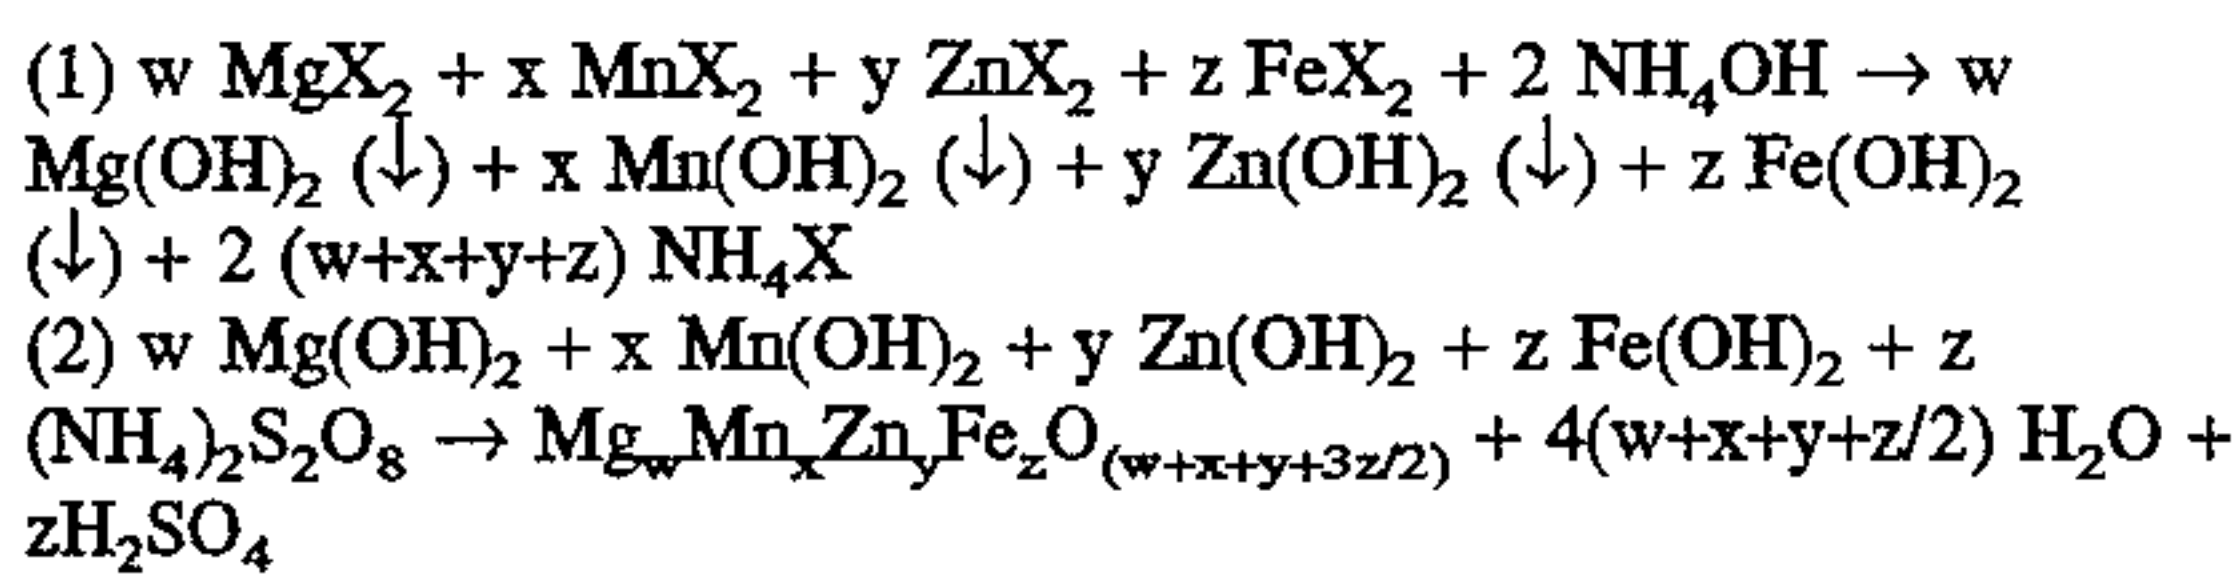 (1) w MgX₂ + x MnX₂ + y ZnX₂ + z FeX₂ + 2 NH₄OH → w
Mg(OH)₂ (↓) + x Mn(OH)₂ (↓) + y Zn(OH)₂ (↓) + z Fe(OH)₂
(↓) + 2 (w+x+y+z) NH₄X
(2) w Mg(OH)₂ + x Mn(OH)₂ + y Zn(OH)₂ + z Fe(OH)₂ + z
(NH₄)₂S₂O₈ → Mg_wMn_xZn_yFe_zO_(w+x+y+3z/2) + 4(w+x+y+z/2) H₂O +
zH₂SO₄